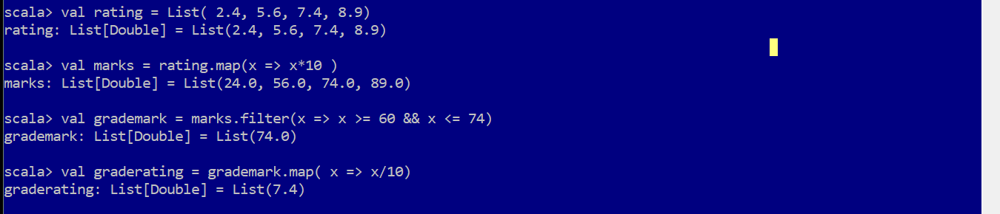 scala> val rating = List( 2.4, 5.6, 7.4, 8.9)
rating: List[Double] = List(2.4, 5.6, 7.4, 8.9)
scala> val marks = rating.map(x => x*10 )
marks: List[Double] = List(24.0, 56.0, 74.0, 89.0)
scala> val grademark = marks.filter(x => x >= 60 && x <= 74)
grademark: List[Double] = List(74.0)
scala> val graderating = grademark.map( x => x/10)
graderating: List[Double] = List(7.4)